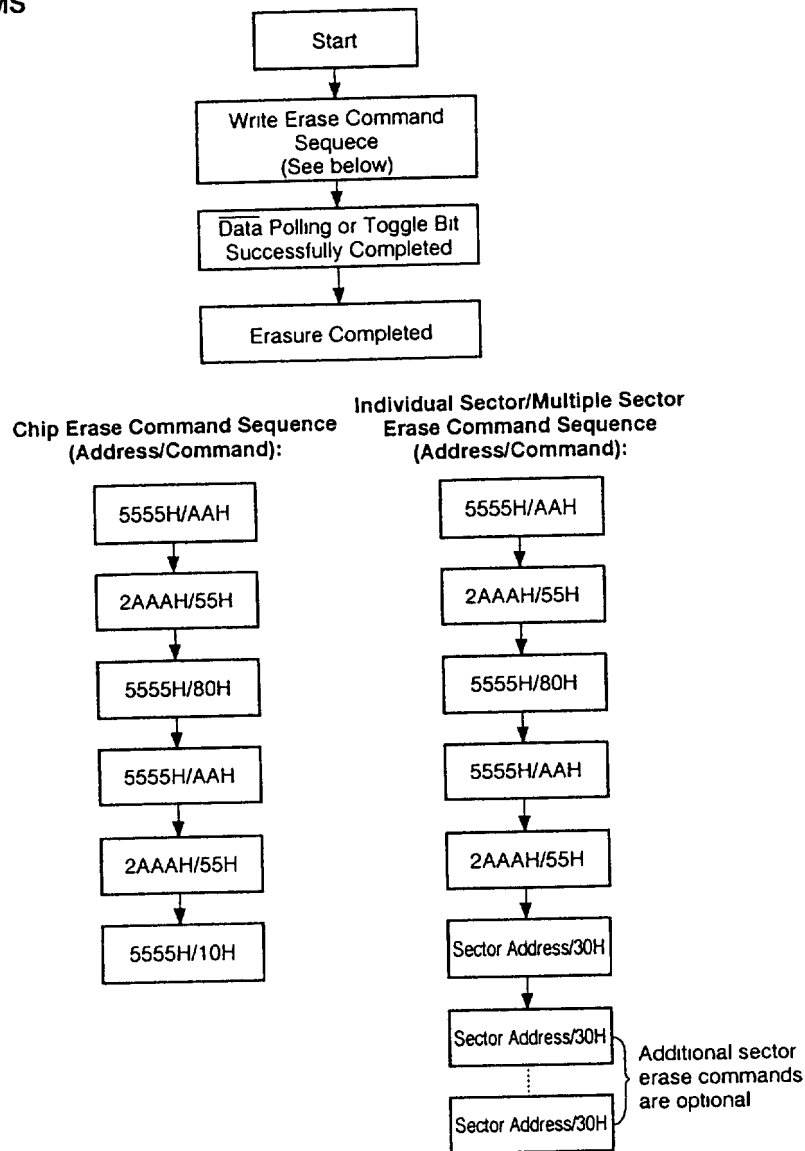 MS
Start
Write Erase Command
Sequece
(See below)
Data Polling or Toggle Bit
Successfully Completed
Erasure Completed
Chip Erase Command Sequence
(Address/Command):
5555H/AAH
2AAAH/55H
5555H/80H
5555H/AAH
2AAAH/55H
5555H/10H
Individual Sector/Multiple Sector
Erase Command Sequence
(Address/Command):
5555H/AAH
2AAAH/55H
5555H/80H
5555H/AAH
2AAAH/55H
Sector Address/30H
Sector Address/30H
Sector Address/30H
Additional sector
erase commands
are optional